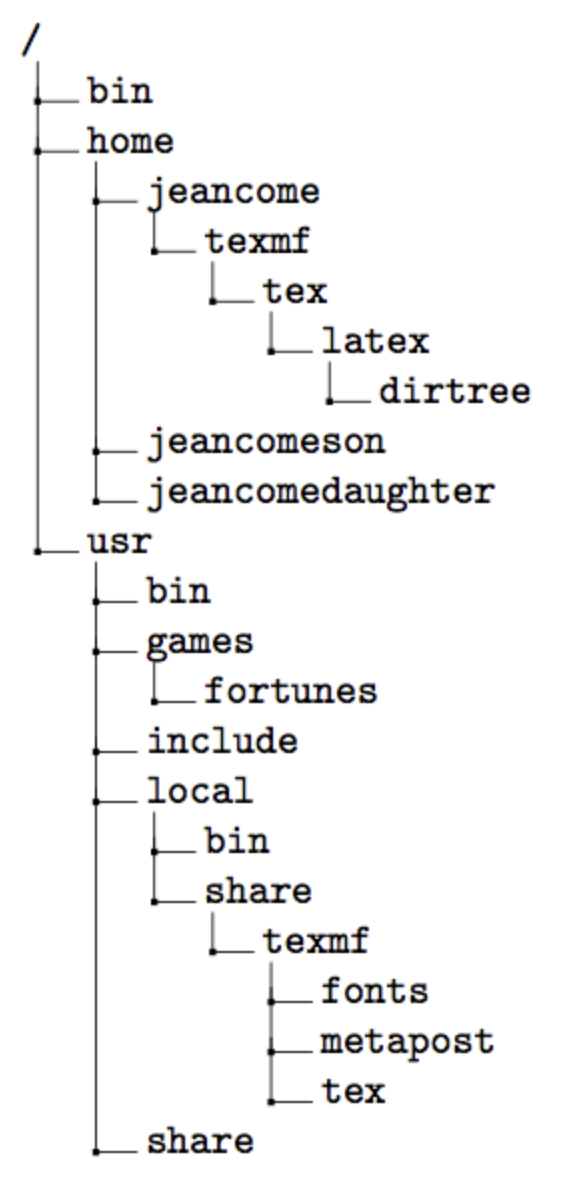 /
bin
home
jeancome
texmf
tex
latex
dirtree
jeancomeson
jeancomedaughter
usr
bin
games
fortunes
include
local
bin
share
texmf
fonts
metapost
tex
share